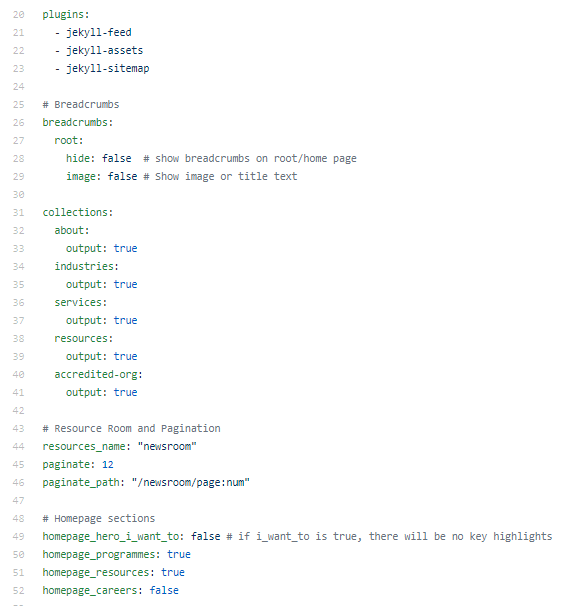 20 plugins:
21   - jekyll-feed
22   - jekyll-assets
23   - jekyll-sitemap
24
25 # Breadcrumbs
26 breadcrumbs:
27   root:
28     hide: false  # show breadcrumbs on root/home page
29     image: false # Show image or title text
30
31 collections:
32   about:
33     output: true
34   industries:
35     output: true
36   services:
37     output: true
38   resources:
39     output: true
40   accredited-org:
41     output: true
42
43 # Resource Room and Pagination
44 resources_name: "newsroom"
45 paginate: 12
46 paginate_path: "/newsroom/page:num"
47
48 # Homepage sections
49 homepage_hero_i_want_to: false # if i_want_to is true, there will be no key highlights
50 homepage_programmes: true
51 homepage_resources: true
52 homepage_careers: false